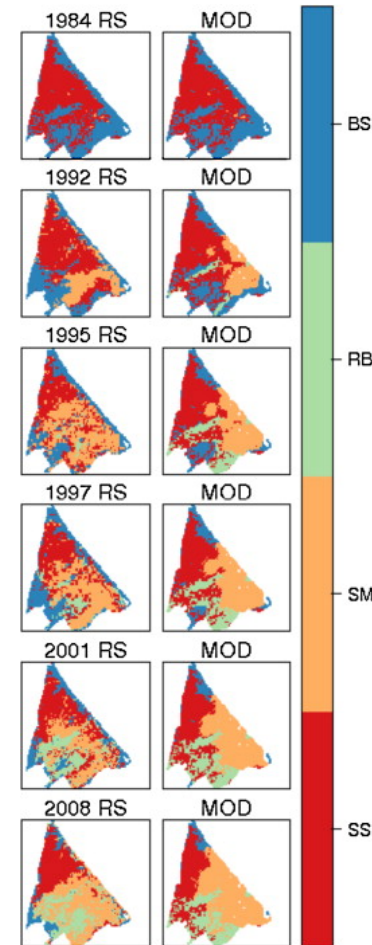 1984 RS MOD
1992 RS MOD
1995 RS MOD
1997 RS MOD
2001 RS MOD
2008 RS MOD
BS
RB
SM
SS